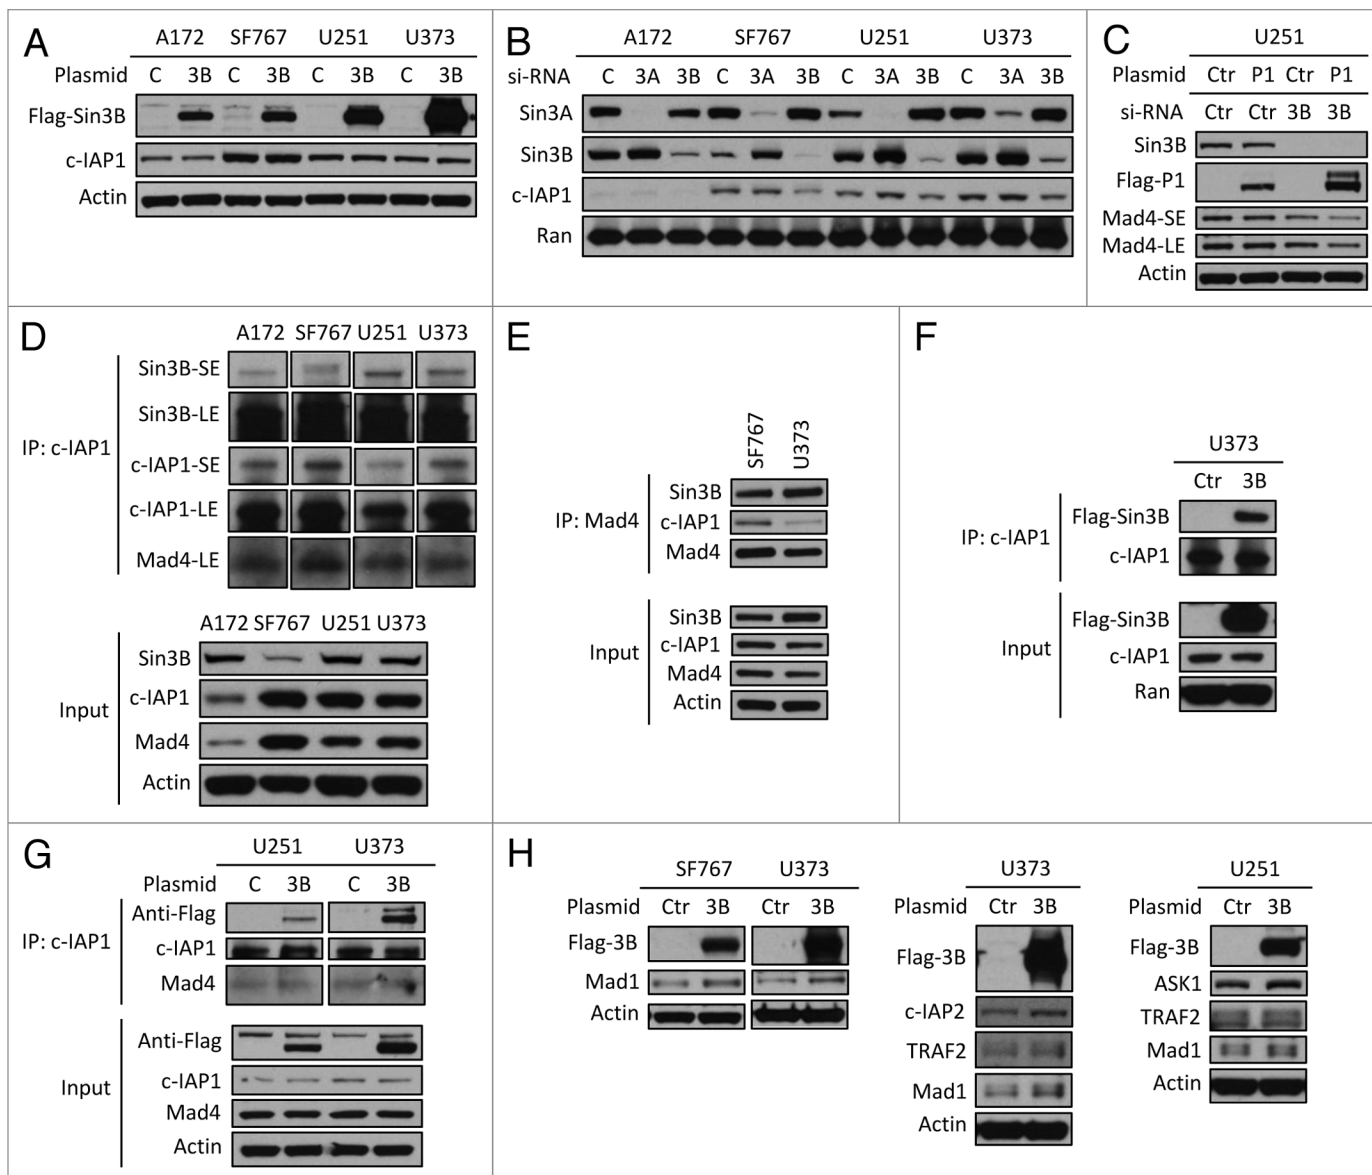 A
A172 SF767 U251 U373
Plasmid C 3B C 3B C 3B C 3B
Flag-Sin3B
c-IAP1
Actin
B
A172 SF767 U251 U373
si-RNA C 3A 3B C 3A 3B C 3A 3B C 3A 3B
Sin3A
Sin3B
c-IAP1
Ran
C
U251
Plasmid Ctr P1 Ctr P1
si-RNA Ctr Ctr 3B 3B
Sin3B
Flag-P1
Mad4-SE
Mad4-LE
Actin
D
A172 SF767 U251 U373
IP: c-IAP1
Sin3B-SE
Sin3B-LE
c-IAP1-SE
c-IAP1-LE
Mad4-LE
A172 SF767 U251 U373
Input
Sin3B
c-IAP1
Mad4
Actin
E
SF767 U373
IP: Mad4
Sin3B
c-IAP1
Mad4
Input
Sin3B
c-IAP1
Mad4
Actin
F
U373
Ctr 3B
IP: c-IAP1
Flag-Sin3B
c-IAP1
Input
Flag-Sin3B
c-IAP1
Ran
G
U251 U373
Plasmid C 3B C 3B
IP: c-IAP1
Anti-Flag
c-IAP1
Mad4
Input
Anti-Flag
c-IAP1
Mad4
Actin
H
SF767 U373
Plasmid Ctr 3B Ctr 3B
Flag-3B
Mad1
Actin
U373
Plasmid Ctr 3B
Flag-3B
c-IAP2
TRAF2
Mad1
Actin
U251
Plasmid Ctr 3B
Flag-3B
ASK1
TRAF2
Mad1
Actin